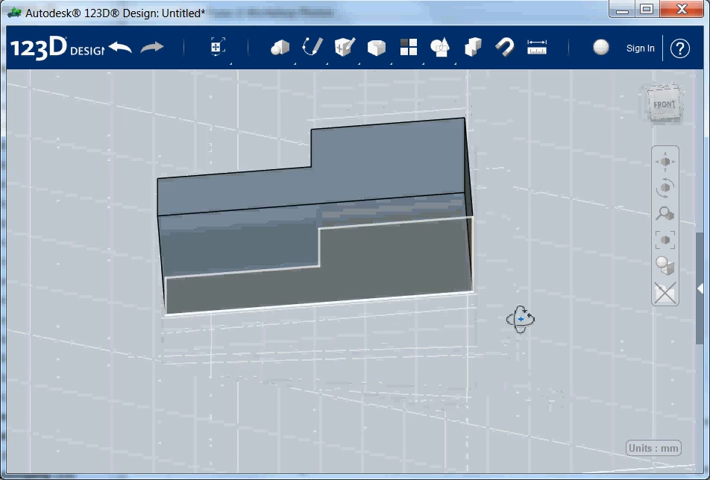 Autodesk® 123D® Design: Untitled*
123D DESIGN
Sign In
?
FRONT
Units : mm